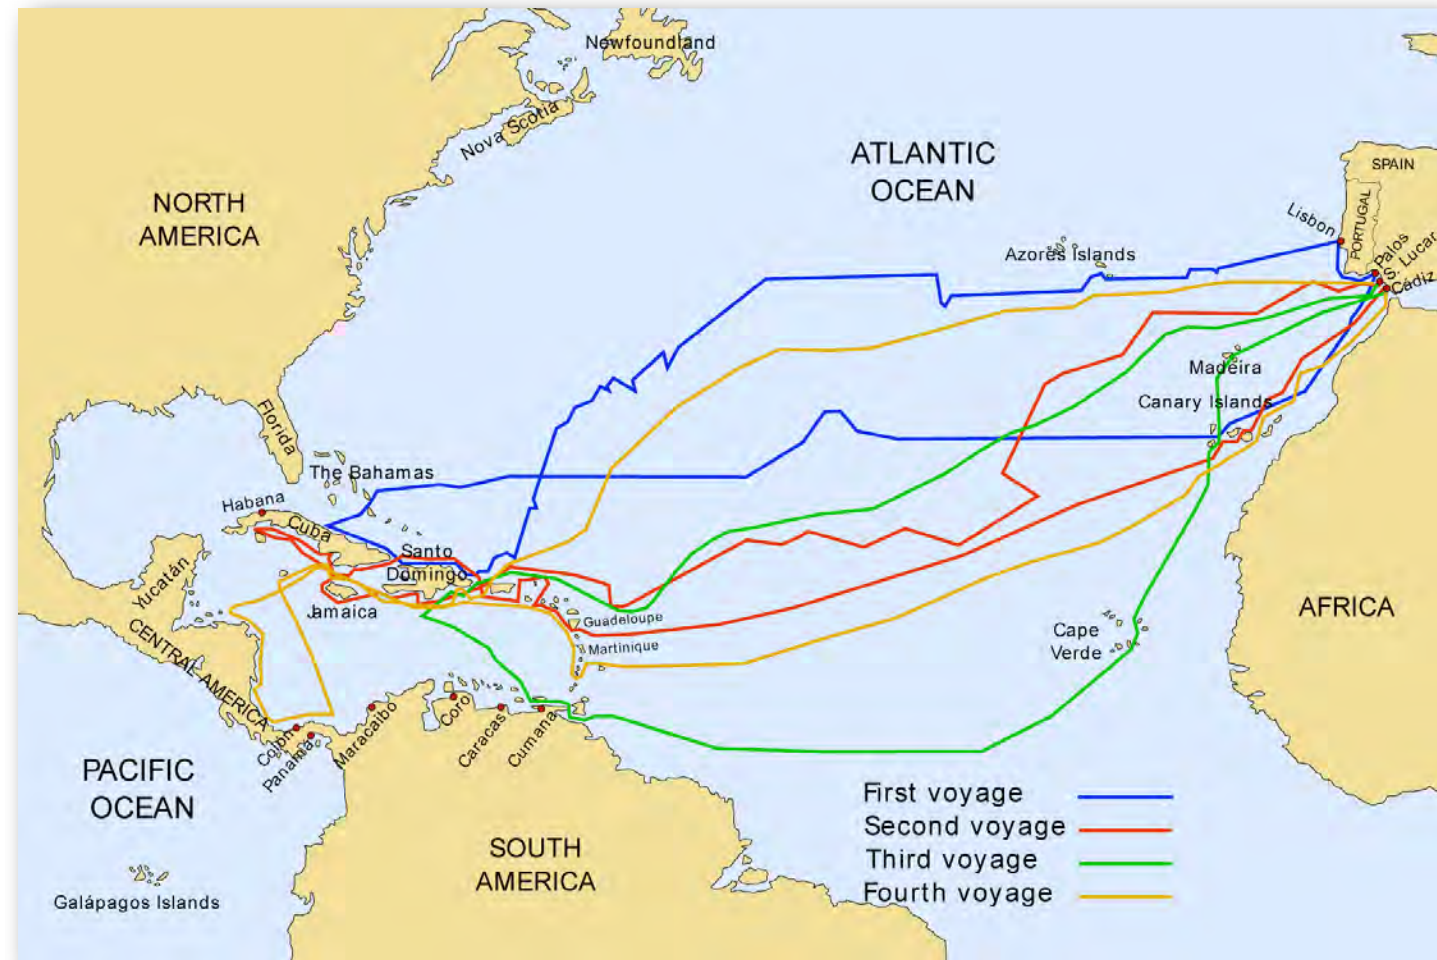 Newfoundland
Nova Scotia
ATLANTIC
OCEAN
SPAIN
PORTUGAL
NORTH
AMERICA
Lisbon
Azores Islands
Palos
S. Lucar
Cádiz
Madeira
Canary Islands
Florida
The Bahamas
Habana
Cuba
Santo
Domingo
Yucatán
Jamaica
Guadeloupe
Martinique
CENTRAL AMERICA
Cape
Verde
AFRICA
Colón
Panamá
Maracaibo
Coro
Caracas
Cumana
PACIFIC
OCEAN
First voyage
Second voyage
Third voyage
Fourth voyage
SOUTH
AMERICA
Galápagos Islands